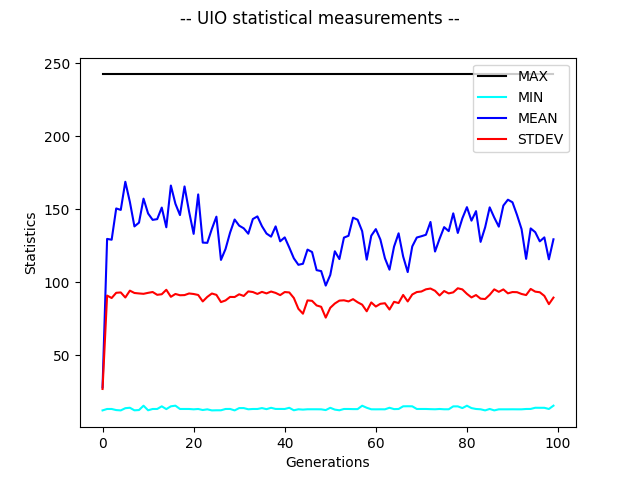 -- UIO statistical measurements --
250
200
150
100
50
0
20
40
60
80
100
Statistics
Generations
MAX
MIN
MEAN
STDEV